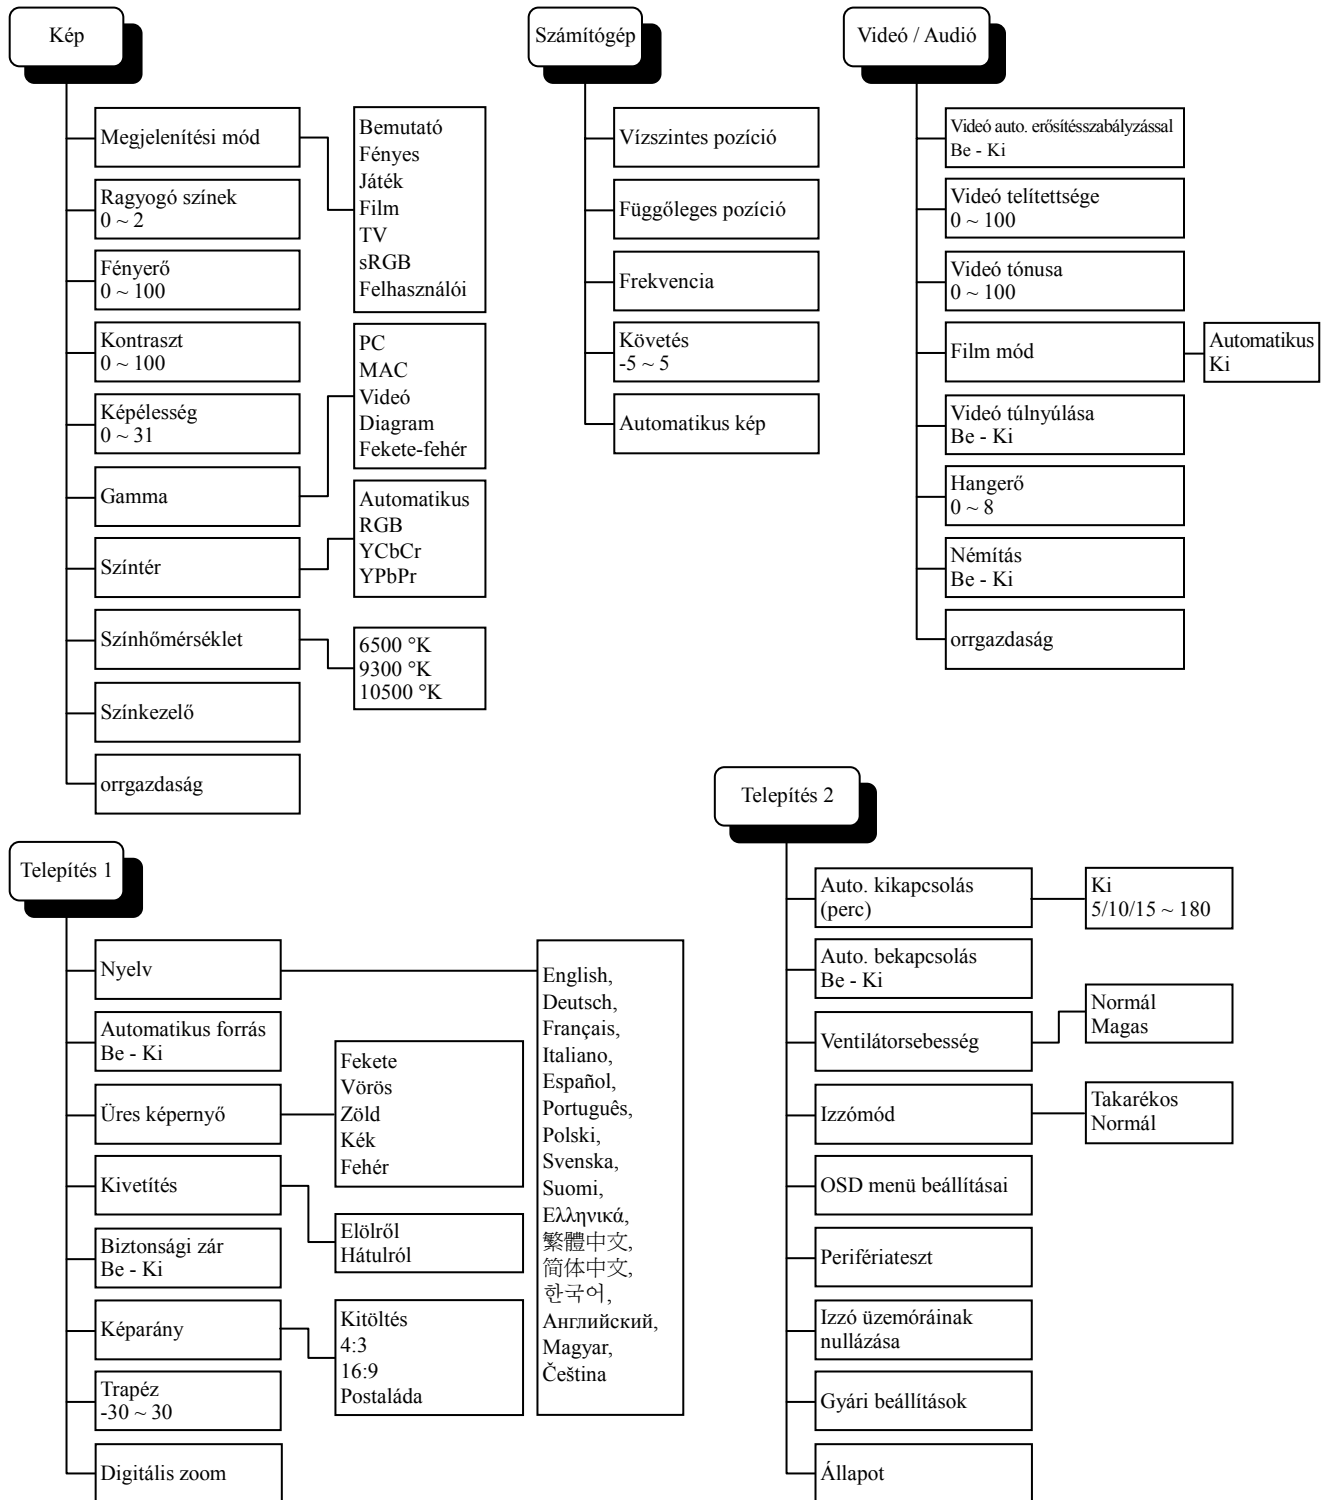 Kép
Megjelenítési mód
Bemutató
Fényes
Játék
Film
TV
sRGB
Felhasználói
Ragyogó színek
0 ~ 2
Fényerő
0 ~ 100
Kontraszt
0 ~ 100
Képélesség
0 ~ 31
Gamma
PC
MAC
Videó
Diagram
Fekete-fehér
Színtér
Automatikus
RGB
YCbCr
YPbPr
Színhőmérséklet
6500 °K
9300 °K
10500 °K
Színkezelő
orrgazdaság
Számítógép
Vízszintes pozíció
Függőleges pozíció
Frekvencia
Követés
-5 ~ 5
Automatikus kép
Videó / Audió
Videó auto. erősítésszabályzással
Be - Ki
Videó telítettsége
0 ~ 100
Videó tónusa
0 ~ 100
Film mód
Automatikus
Ki
Videó túlnyúlása
Be - Ki
Hangerő
0 ~ 8
Némítás
Be - Ki
orrgazdaság
Telepítés 1
Nyelv
English,
Deutsch,
Français,
Italiano,
Español,
Português,
Polski,
Svenska,
Suomi,
Ελληνικά,
繁體中文,
简体中文,
한국어,
Английский,
Magyar,
Čeština
Automatikus forrás
Be - Ki
Üres képernyő
Fekete
Vörös
Zöld
Kék
Fehér
Kivetítés
Elölről
Hátulról
Biztonsági zár
Be - Ki
Képarány
Kitöltés
4:3
16:9
Postaláda
Trapéz
-30 ~ 30
Digitális zoom
Telepítés 2
Auto. kikapcsolás
(perc)
Ki
5/10/15 ~ 180
Auto. bekapcsolás
Be - Ki
Ventilátorsebesség
Normál
Magas
Izzómód
Takarékos
Normál
OSD menü beállításai
Perifériateszt
Izzó üzemóráinak
nullázása
Gyári beállítások
Állapot